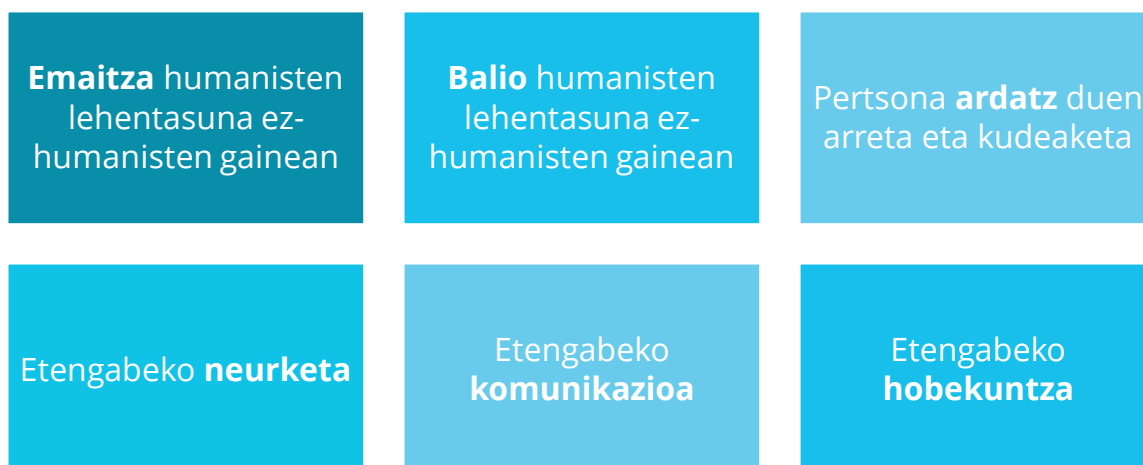 Emaitza humanisten
lehentasuna ez-
humanisten gainean
Balio humanisten
lehentasuna ez-
humanisten gainean
Pertsona ardatz duen
arreta eta kudeaketa
Etengabeko neurketa
Etengabeko
komunikazioa
Etengabeko
hobekuntza